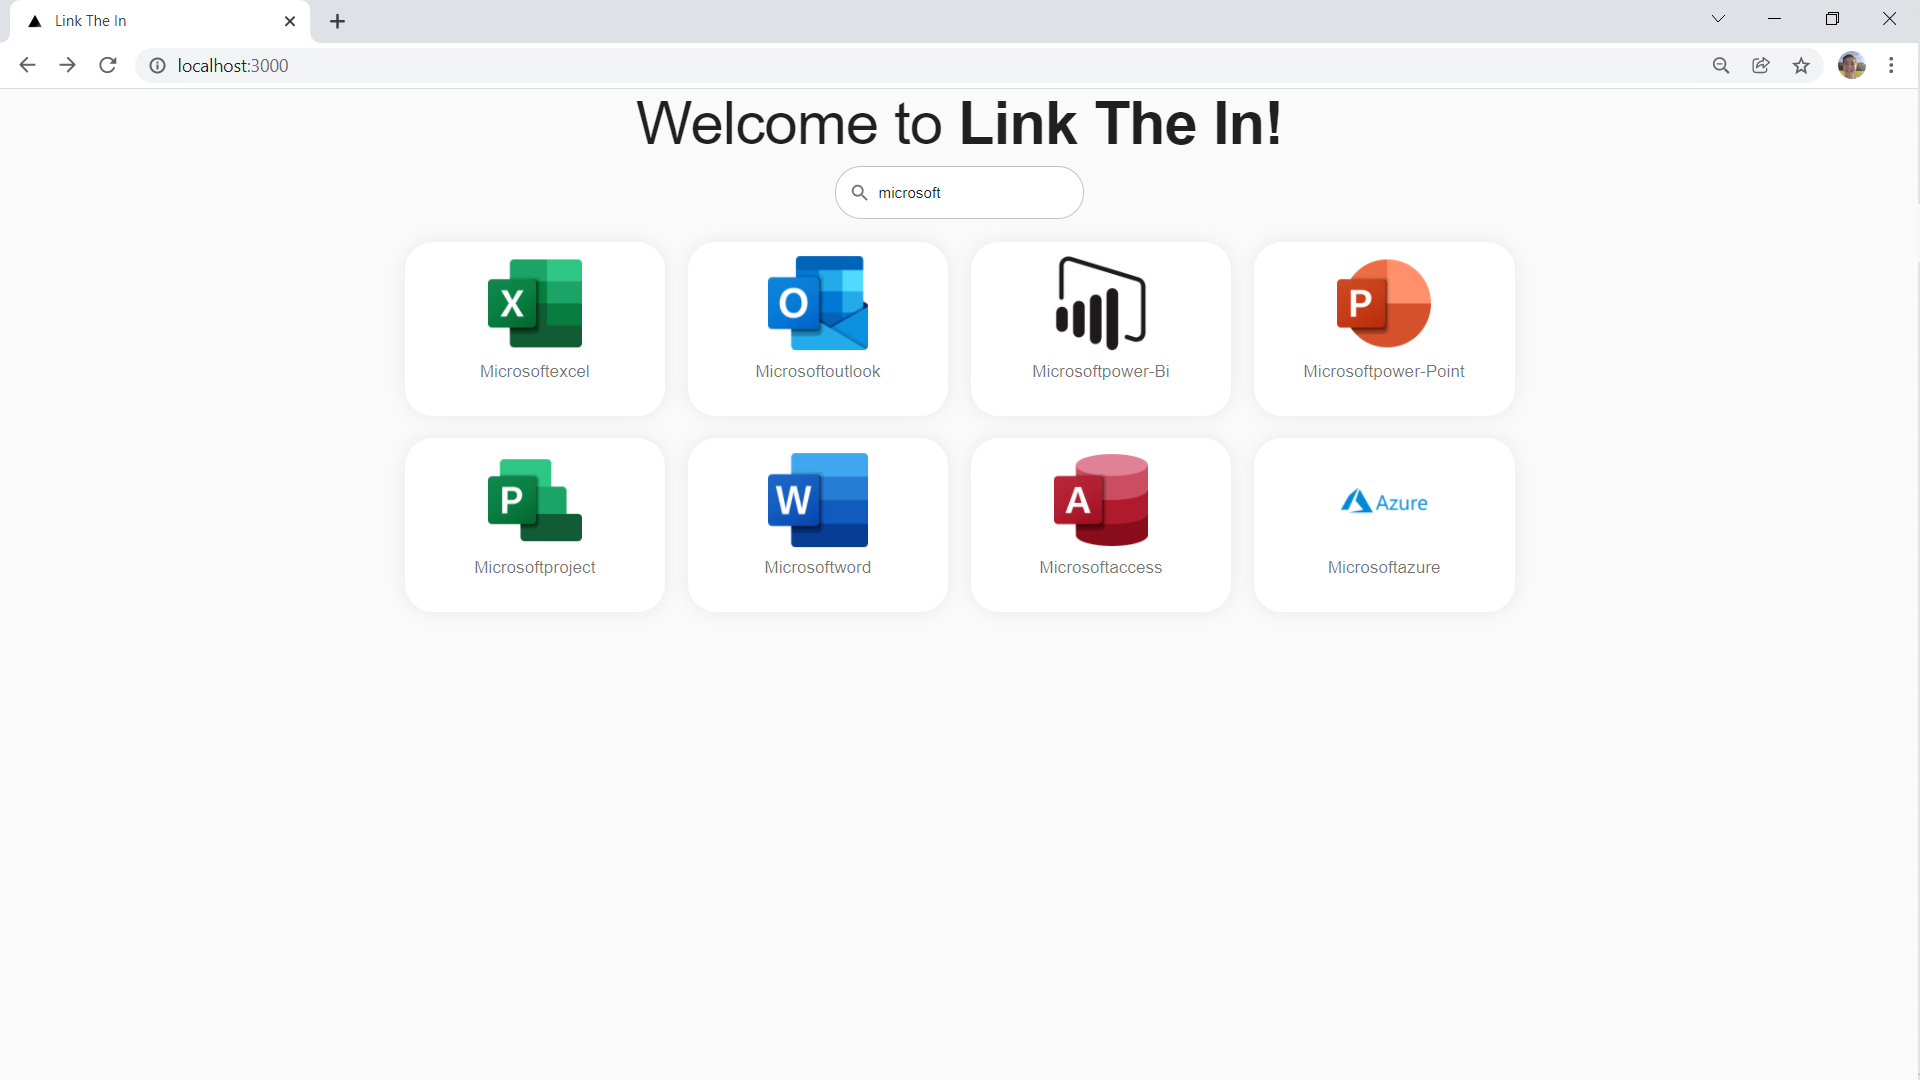 Link The In
localhost:3000
Welcome to Link The In!
microsoft
X
O
P
Microsoftexcel
Microsoftoutlook
Microsoftpower-Bi
Microsoftpower-Point
P
W
A
Azure
Microsoftproject
Microsoftword
Microsoftaccess
Microsoftazure